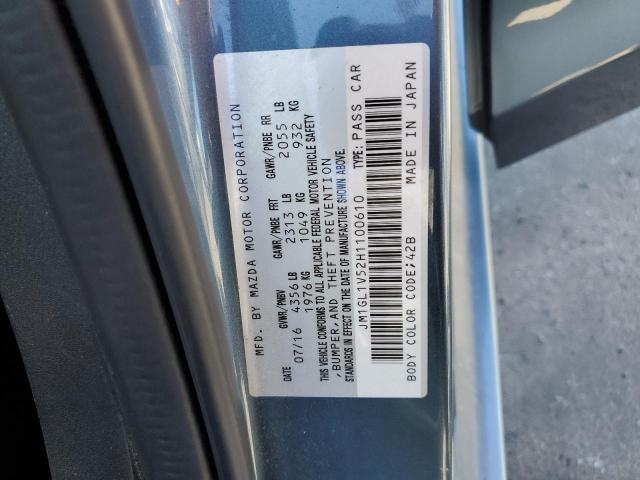 MFD. BY MAZDA MOTOR CORPORATION
DATE GVWR/PNBV GAWR/PNBE FRT GAWR/PNBE RR
07/16 4356 LB 2313 LB 2055 LB
1976 KG 1049 KG 932 KG
THIS VEHICLE CONFORMS TO ALL APPLICABLE FEDERAL MOTOR VEHICLE SAFETY
,BUMPER,AND THEFT PREVENTION
STANDARDS IN EFFECT ON THE DATE OF MANUFACTURE SHOWN ABOVE.
JM1GL1V52H1100610 TYPE: PASS CAR
BODY COLOR CODE;42B MADE IN JAPAN